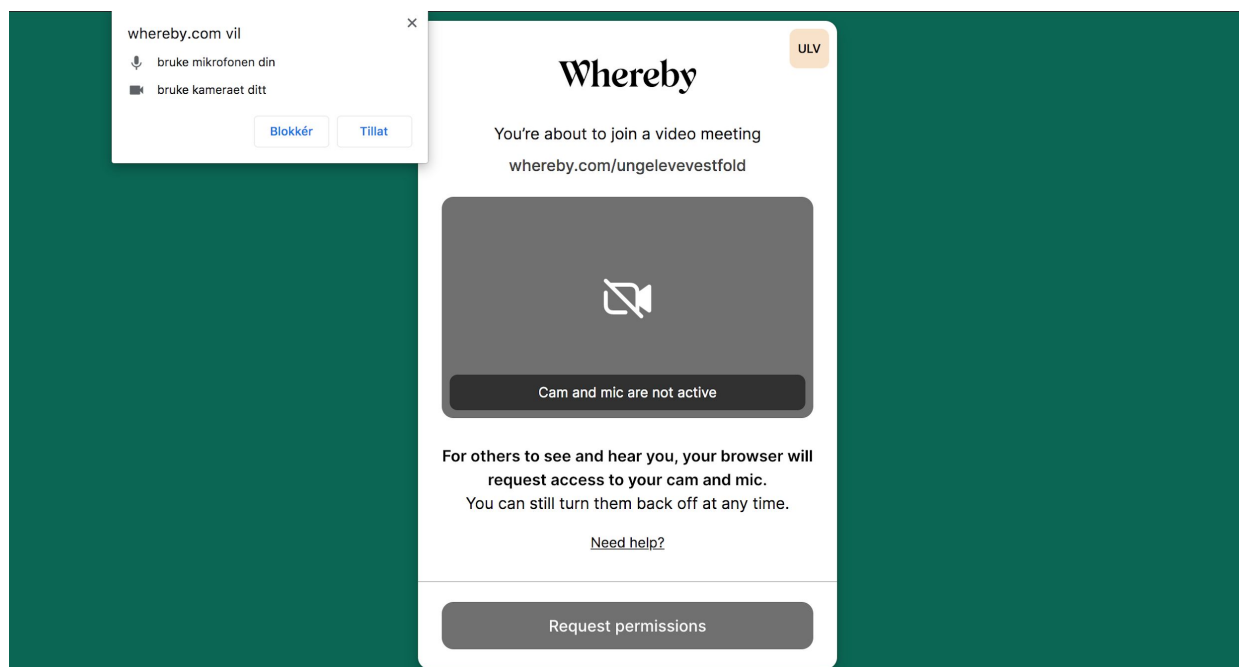 whereby.com vil
bruke mikrofonen din
bruke kameraet ditt
Blokkér
Tillat
ULV
Whereby
You're about to join a video meeting
whereby.com/ungelevevestfold
Cam and mic are not active
For others to see and hear you, your browser will
request access to your cam and mic.
You can still turn them back off at any time.
Need help?
Request permissions